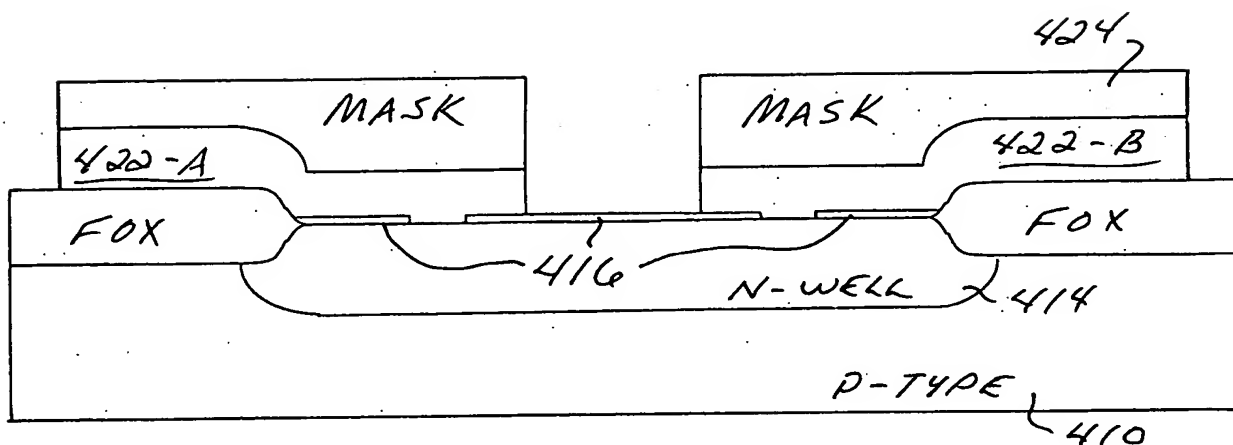 424
MASK
MASK
422-A
422-B
FOX
FOX
416
N-WELL
414
P-TYPE
410